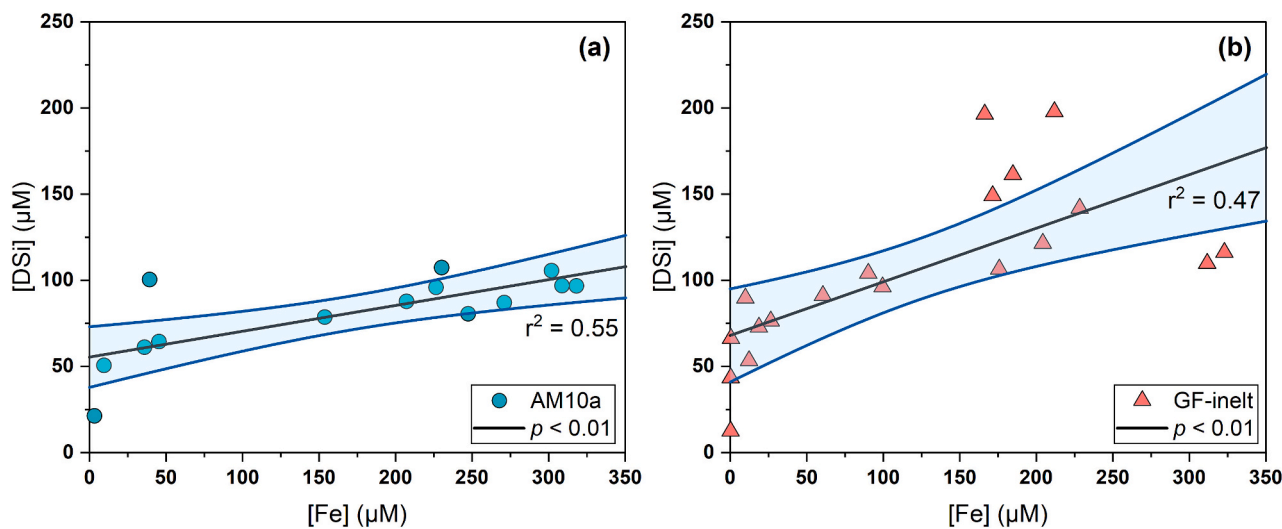 (a)
250
200
150
100
50
0
[DSi] (µM)
r² = 0.55
AM10a
p < 0.01
0 50 100 150 200 250 300 350
[Fe] (µM)
(b)
250
200
150
100
50
0
[DSi] (µM)
r² = 0.47
GF-inelt
p < 0.01
0 50 100 150 200 250 300 350
[Fe] (µM)